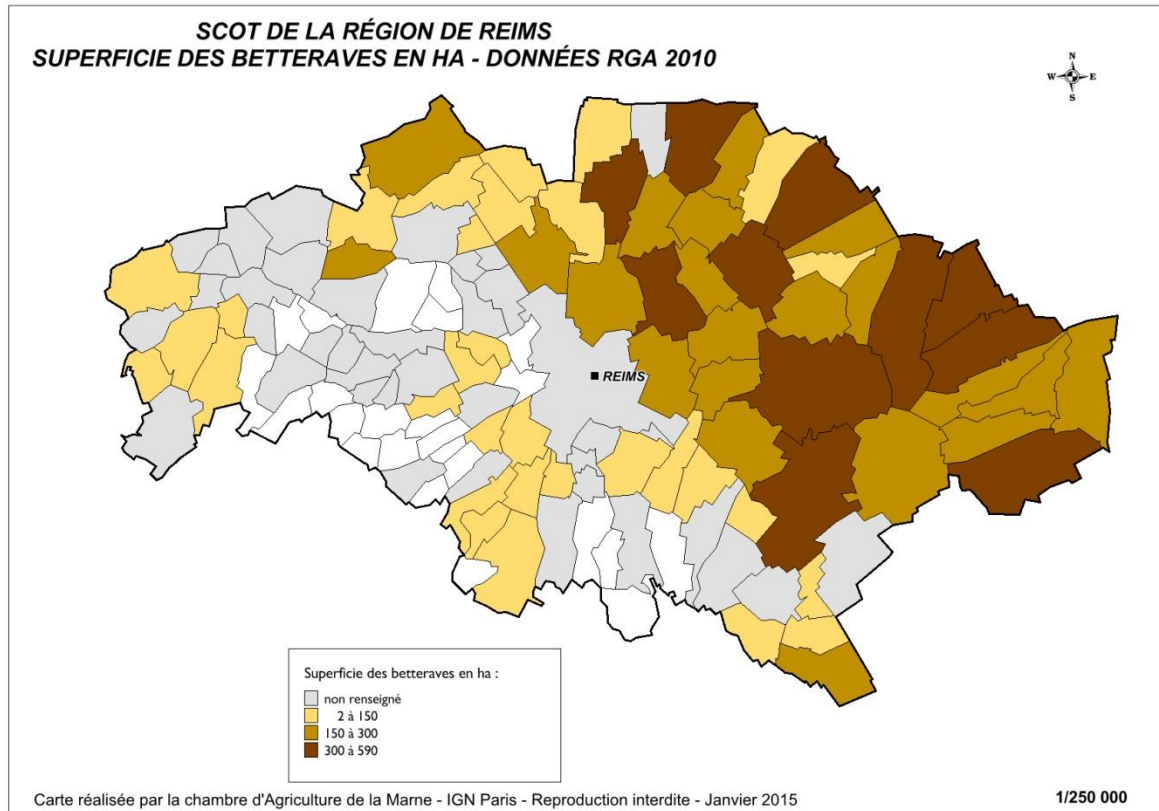 SCOT DE LA RÉGION DE REIMS
SUPERFICIE DES BETTERAVES EN HA - DONNÉES RGA 2010
N
W E
S
REIMS
Superficie des betteraves en ha :
non renseigné
2 à 150
150 à 300
300 à 590
Carte réalisée par la chambre d'Agriculture de la Marne - IGN Paris - Reproduction interdite - Janvier 2015
1/250 000